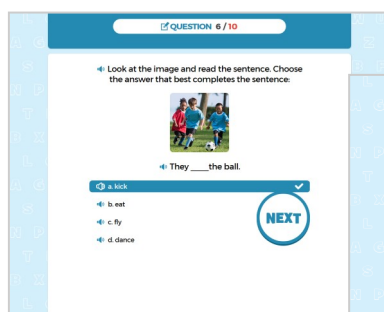 QUESTION 6 / 10
Look at the image and read the sentence. Choose
the answer that best completes the sentence:
They ____the ball.
a. kick
b. eat
c. fly
d. dance
NEXT